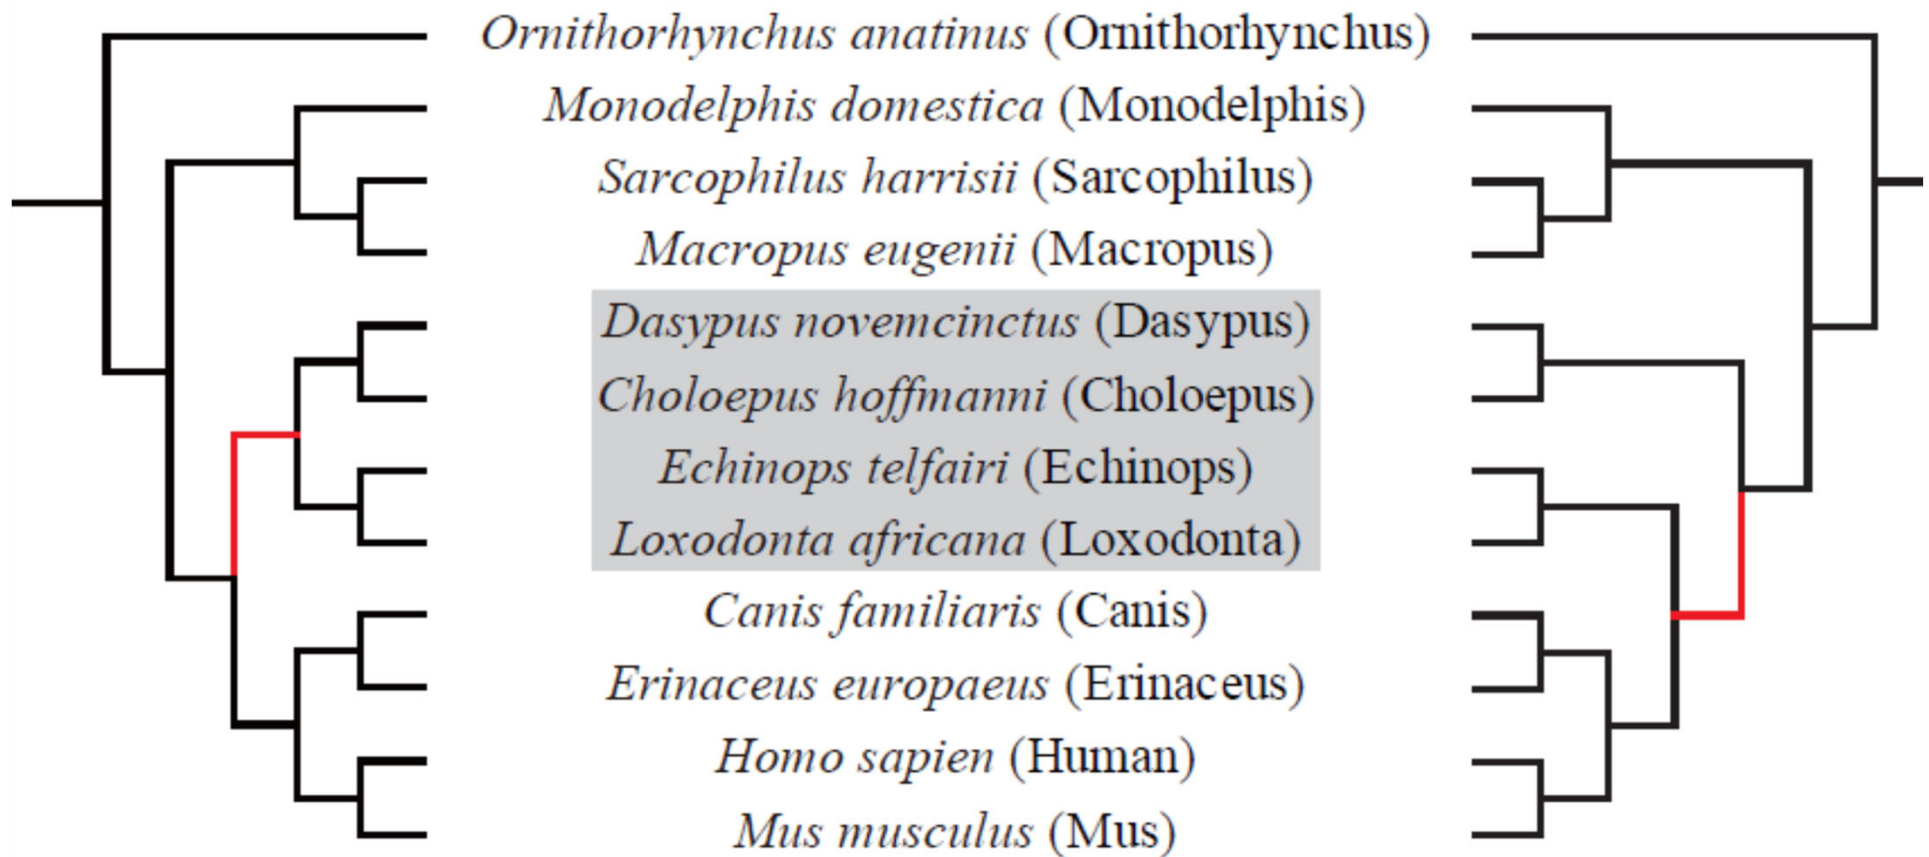 Ornithorhynchus anatinus (Ornithorhynchus)
Monodelphis domestica (Monodelphis)
Sarcophilus harrisii (Sarcophilus)
Macropus eugenii (Macropus)
Dasypus novemcinctus (Dasypus)
Choloepus hoffmanni (Choloepus)
Echinops telfairi (Echinops)
Loxodonta africana (Loxodonta)
Canis familiaris (Canis)
Erinaceus europaeus (Erinaceus)
Homo sapien (Human)
Mus musculus (Mus)